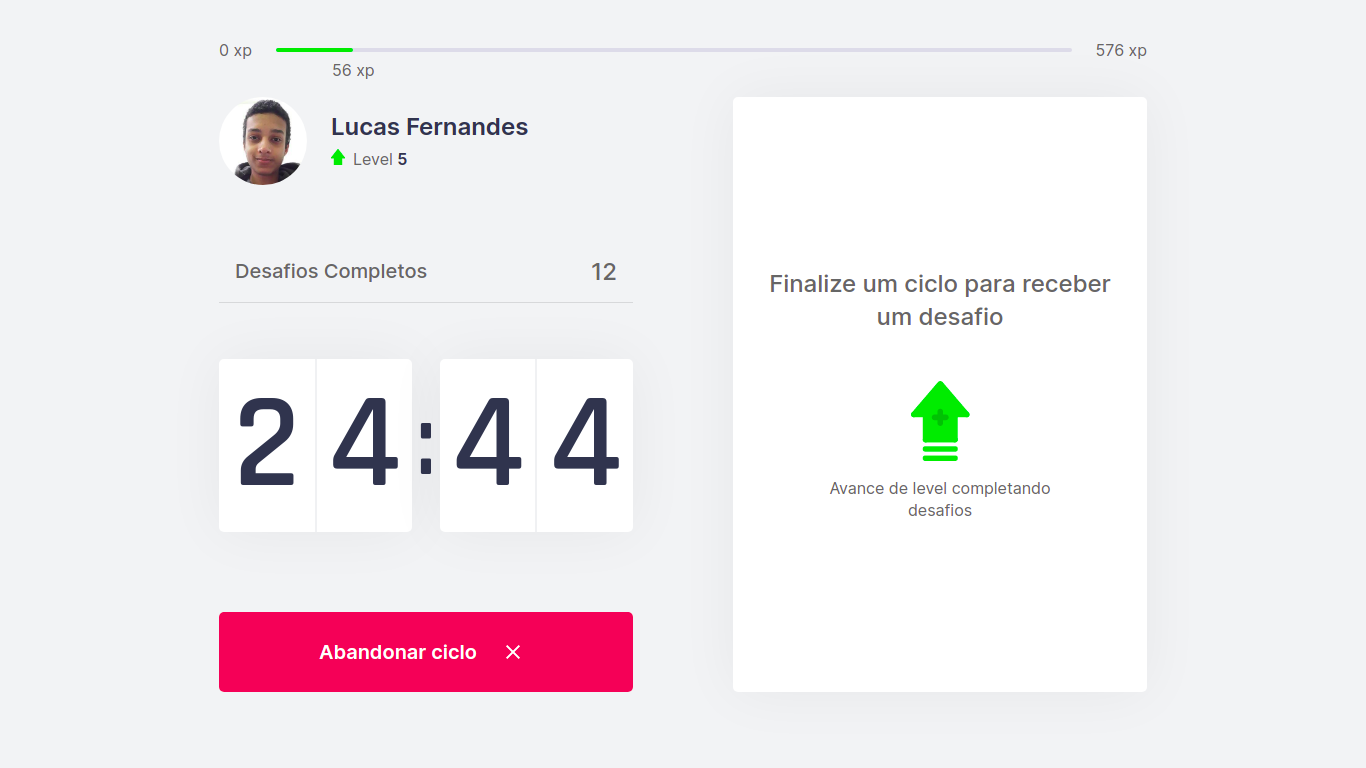 0 xp
576 xp
56 xp
Lucas Fernandes
Level 5
Desafios Completos 12
24:44
Abandonar ciclo
Finalize um ciclo para receber
um desafio
Avance de level completando
desafios